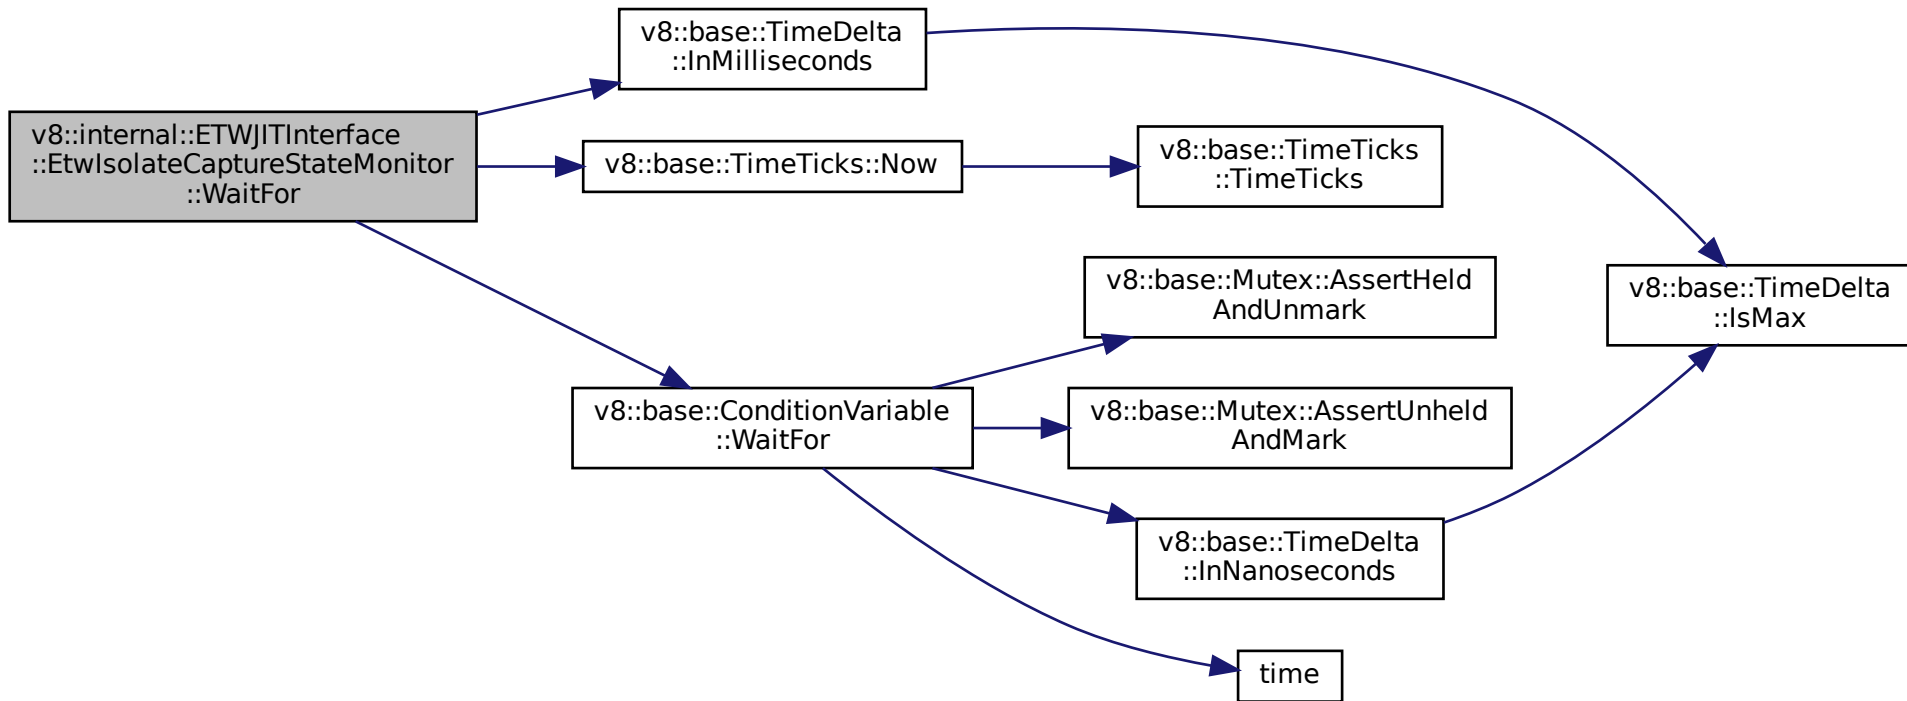 v8::base::TimeDelta
::InMilliseconds
v8::internal::ETWJITInterface
::EtwIsolateCaptureStateMonitor
::WaitFor
v8::base::TimeTicks::Now
v8::base::TimeTicks
::TimeTicks
v8::base::Mutex::AssertHeld
AndUnmark
v8::base::TimeDelta
::IsMax
v8::base::ConditionVariable
::WaitFor
v8::base::Mutex::AssertUnheld
AndMark
v8::base::TimeDelta
::InNanoseconds
time